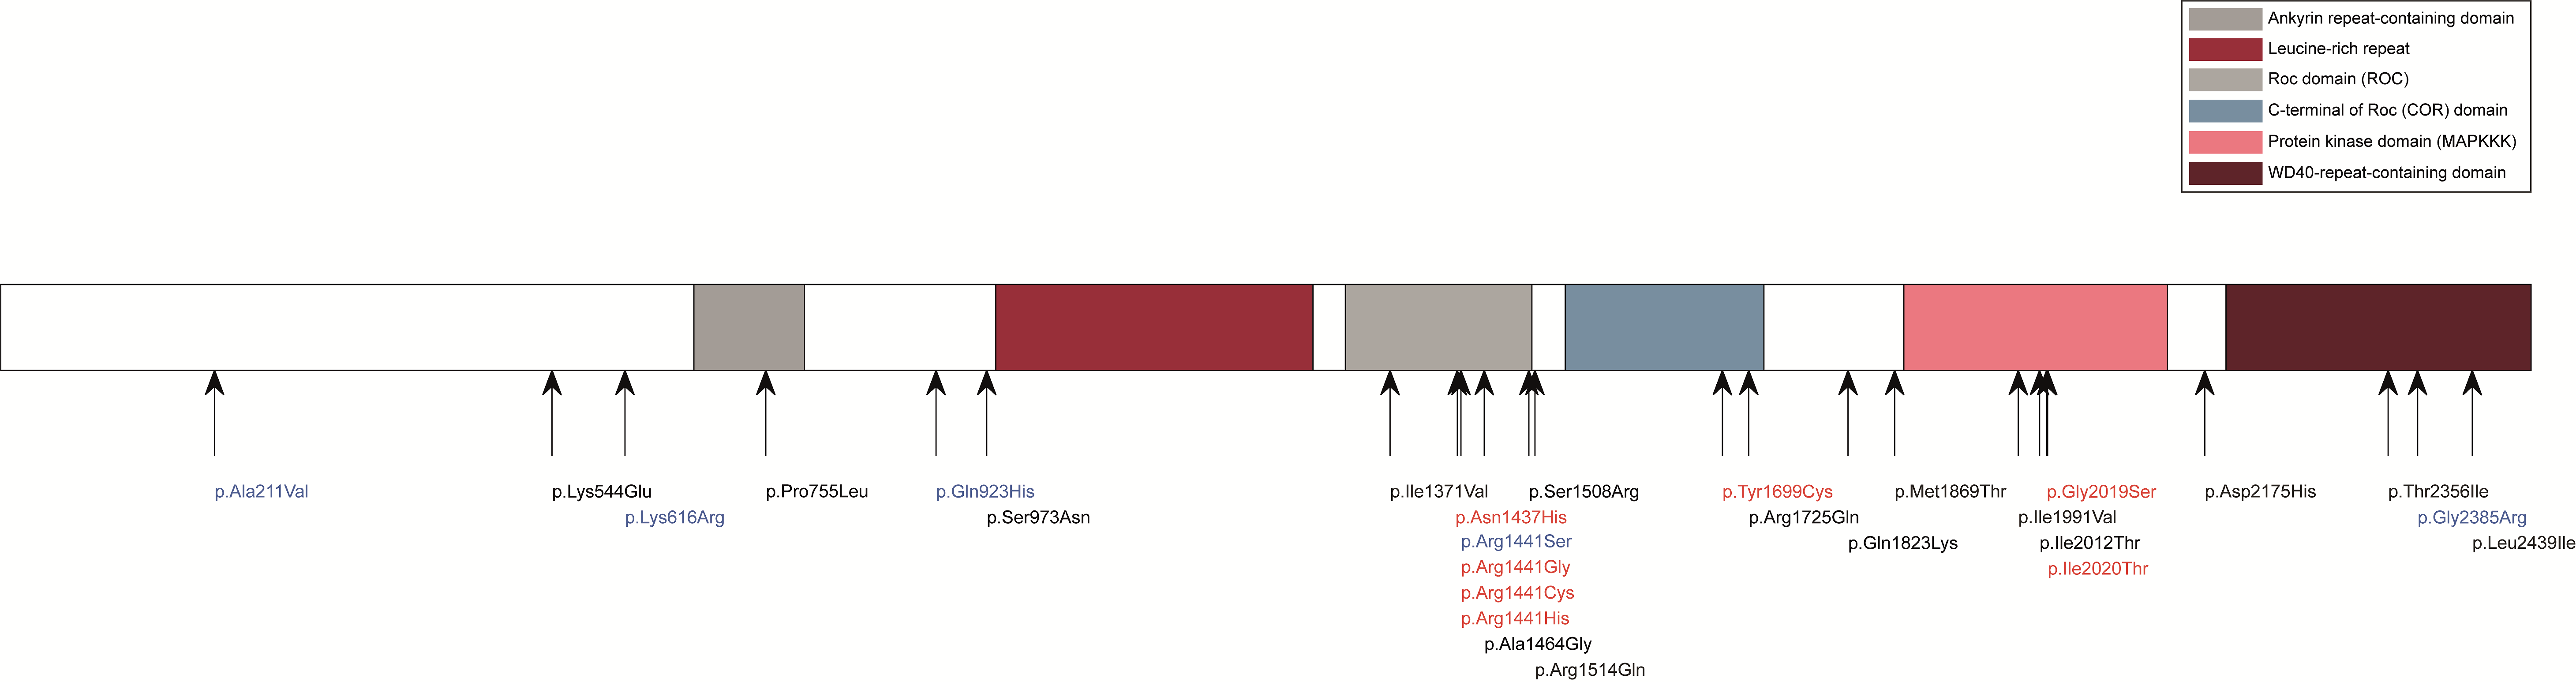 Ankyrin repeat-containing domain
Leucine-rich repeat
Roc domain (ROC)
C-terminal of Roc (COR) domain
Protein kinase domain (MAPKKK)
WD40-repeat-containing domain
p.Ala211Val
p.Lys544Glu
p.Lys616Arg
p.Pro755Leu
p.Gln923His
p.Ser973Asn
p.Ile1371Val
p.Asn1437His
p.Arg1441Ser
p.Arg1441Gly
p.Arg1441Cys
p.Arg1441His
p.Ala1464Gly
p.Ser1508Arg
p.Arg1514Gln
p.Tyr1699Cys
p.Arg1725Gln
p.Gln1823Lys
p.Met1869Thr
p.Ile1991Val
p.Ile2012Thr
p.Gly2019Ser
p.Ile2020Thr
p.Asp2175His
p.Thr2356Ile
p.Gly2385Arg
p.Leu2439Ile